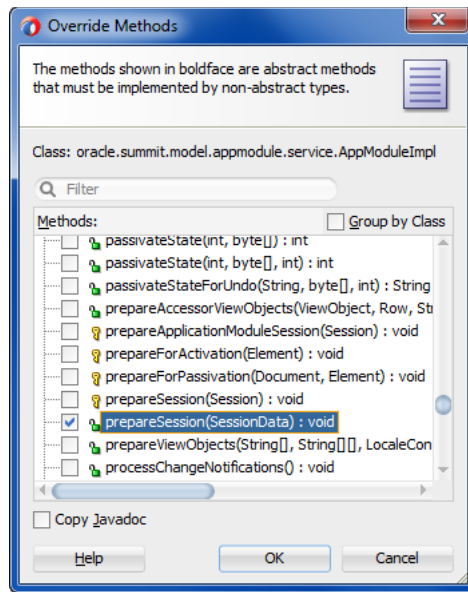 Override Methods
The methods shown in boldface are abstract methods
that must be implemented by non-abstract types.
Class: oracle.summit.model.appmodule.service.AppModuleImpl
Filter
Methods:
Group by Class
passivateState(int, byte[]) : int
passivateState(int, byte[], int) : int
passivateStateForUndo(String, byte[], int) : String
prepareAccessorViewObjects(ViewObject, Row, St
prepareApplicationModuleSession(Session) : void
prepareForActivation(Element) : void
prepareForPassivation(Document, Element) : void
prepareSession(Session) : void
prepareSession(SessionData) : void
prepareViewObjects(String[], String[][], LocaleCon
processChangeNotifications() : void
Copy Javadoc
Help
OK
Cancel